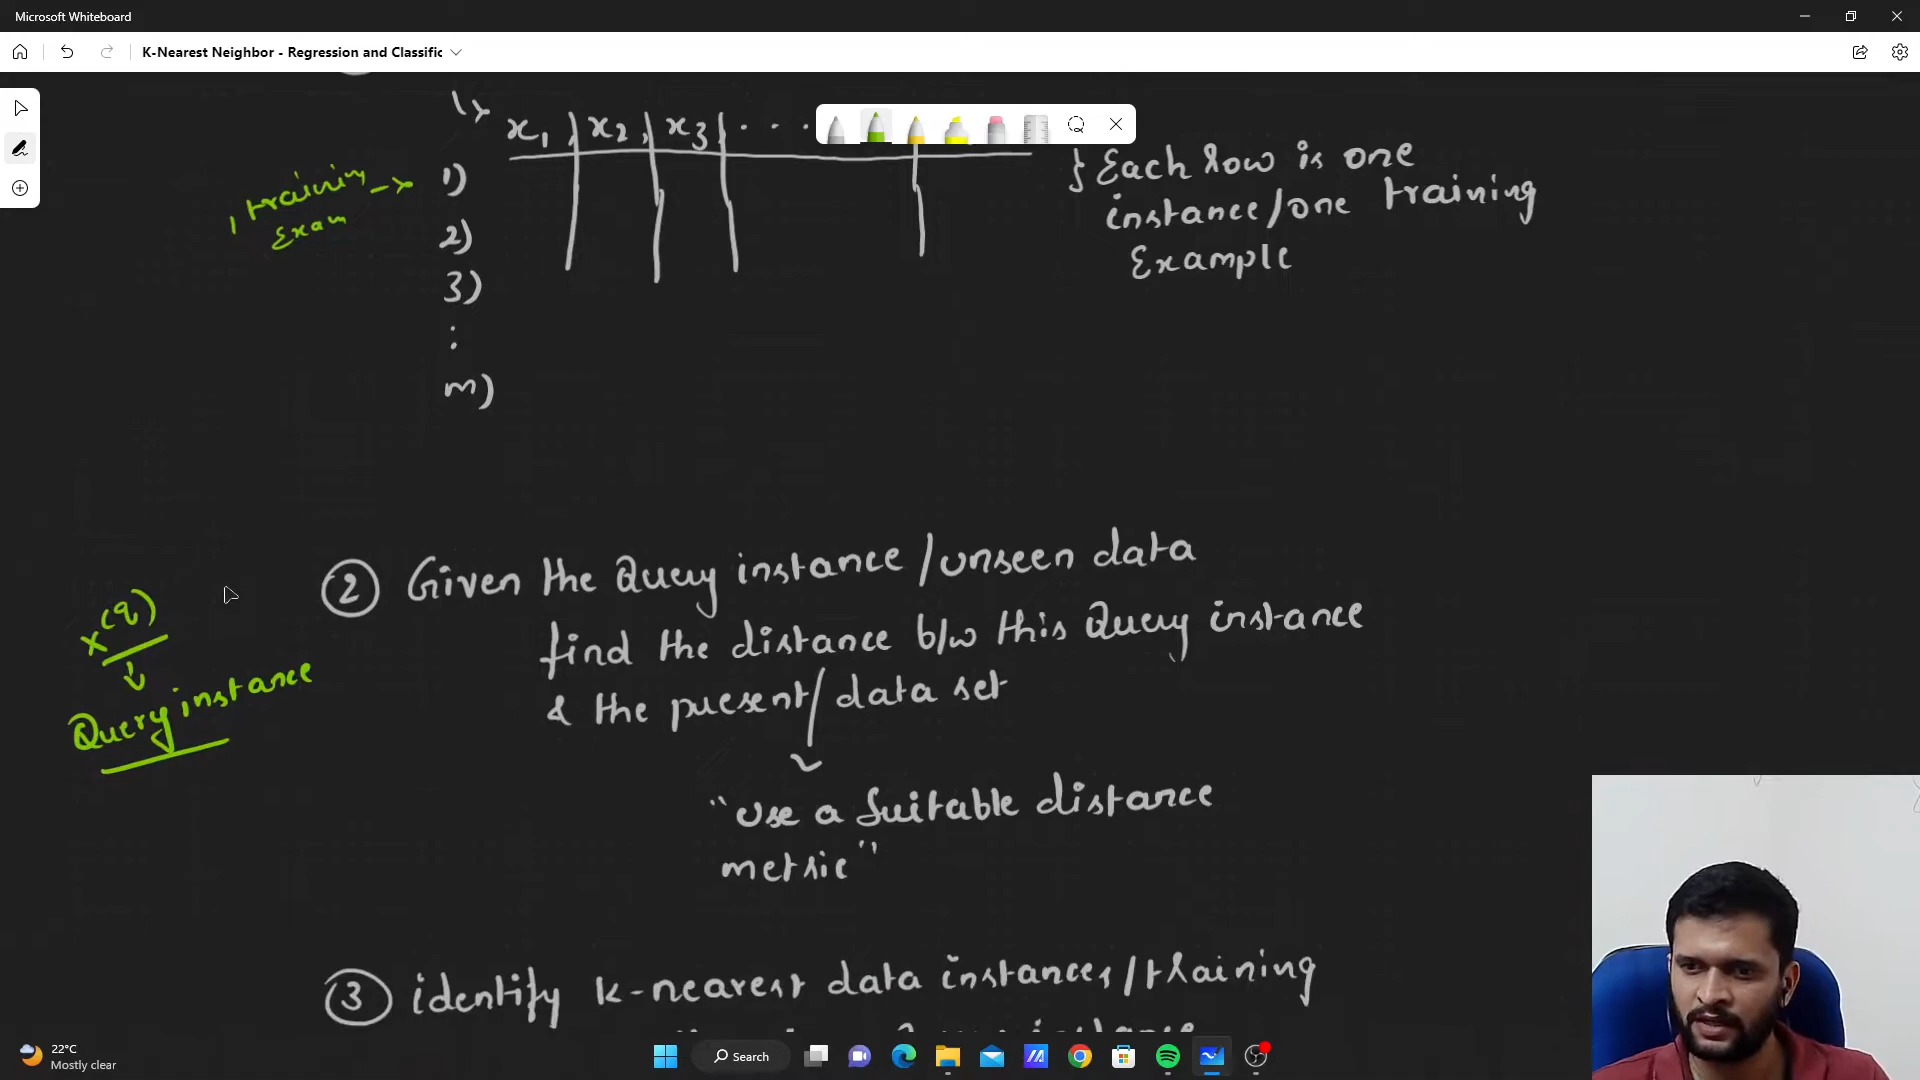 Microsoft Whiteboard
K-Nearest Neighbor - Regression and Classific
x1, x2, x3, ...
1)
2)
3)
:
m)
1 training
Exam
} Each row is one
instance/one training
Example
x(q)
Query instance
2 Given the Query instance/unseen data
find the distance b/w this Query instance
& the present/data set
"use a suitable distance
metric"
3 identify k-nearest data instances/training
instance
22°C
Mostly clear
Search